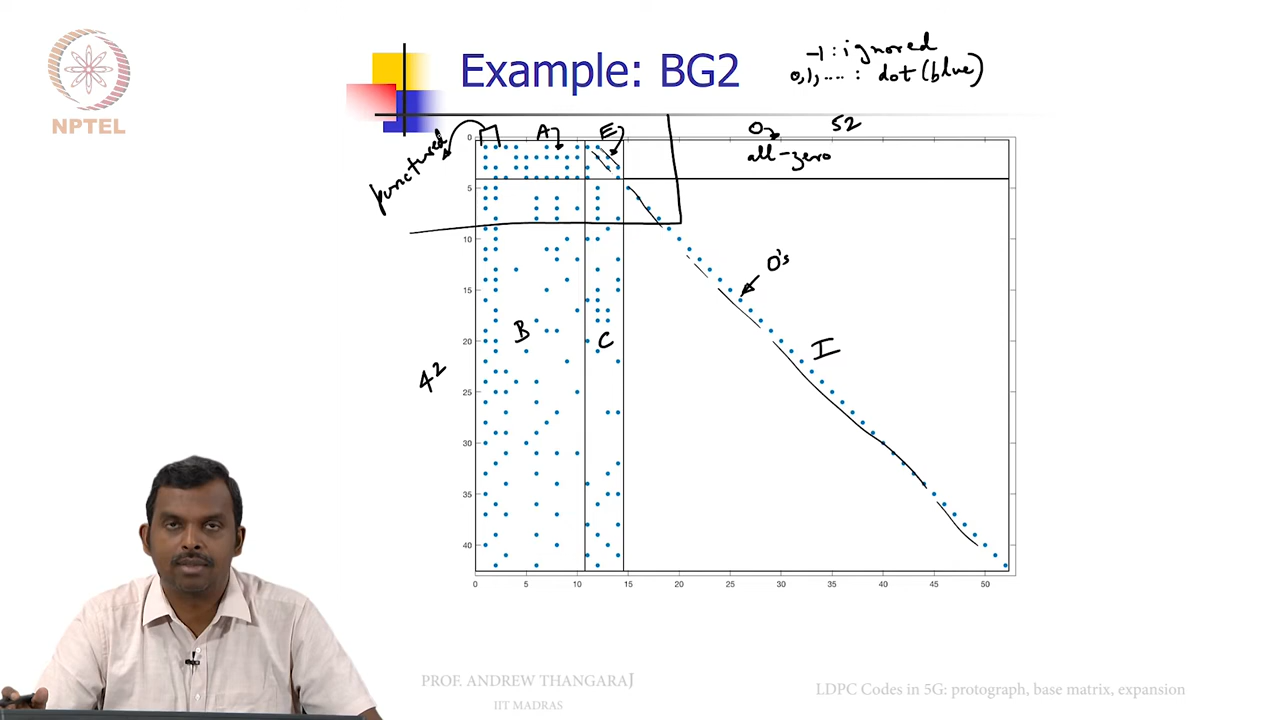 Example: BG2
-1 : ignored
0,1,.... : dot (blue)
NPTEL
punctured
A
E
O
all-zero
52
0
5
10
15
20
25
30
35
40
0's
B
C
I
42
0 5 10 15 20 25 30 35 40 45 50
PROF. ANDREW THANGARAJ
IIT MADRAS
LDPC Codes in 5G: protograph, base matrix, expansion